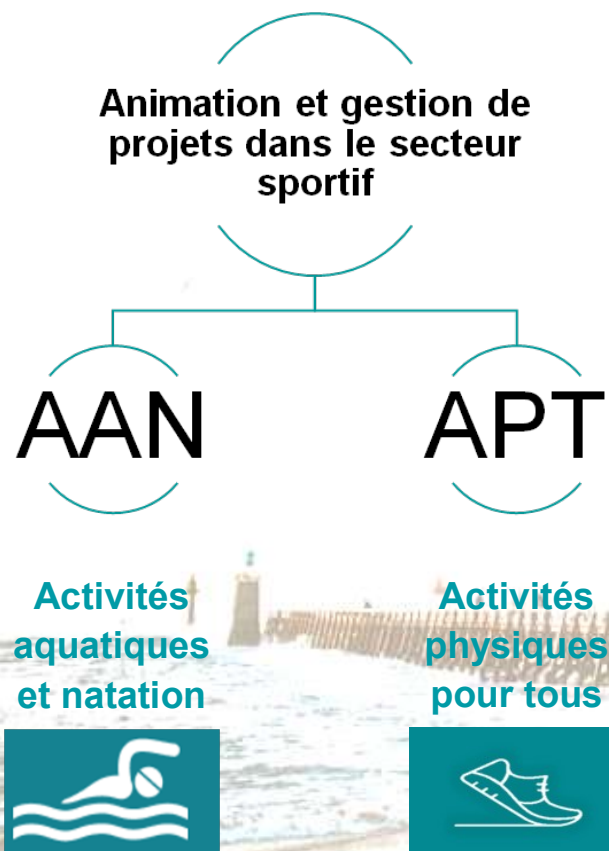 Animation et gestion de
projets dans le secteur
sportif
AAN
APT
Activités
aquatiques
et natation
Activités
physiques
pour tous